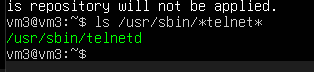 is repository will not be applied.
vm3@vm3:~$ ls /usr/sbin/*telnet*
/usr/sbin/telnetd
vm3@vm3:~$